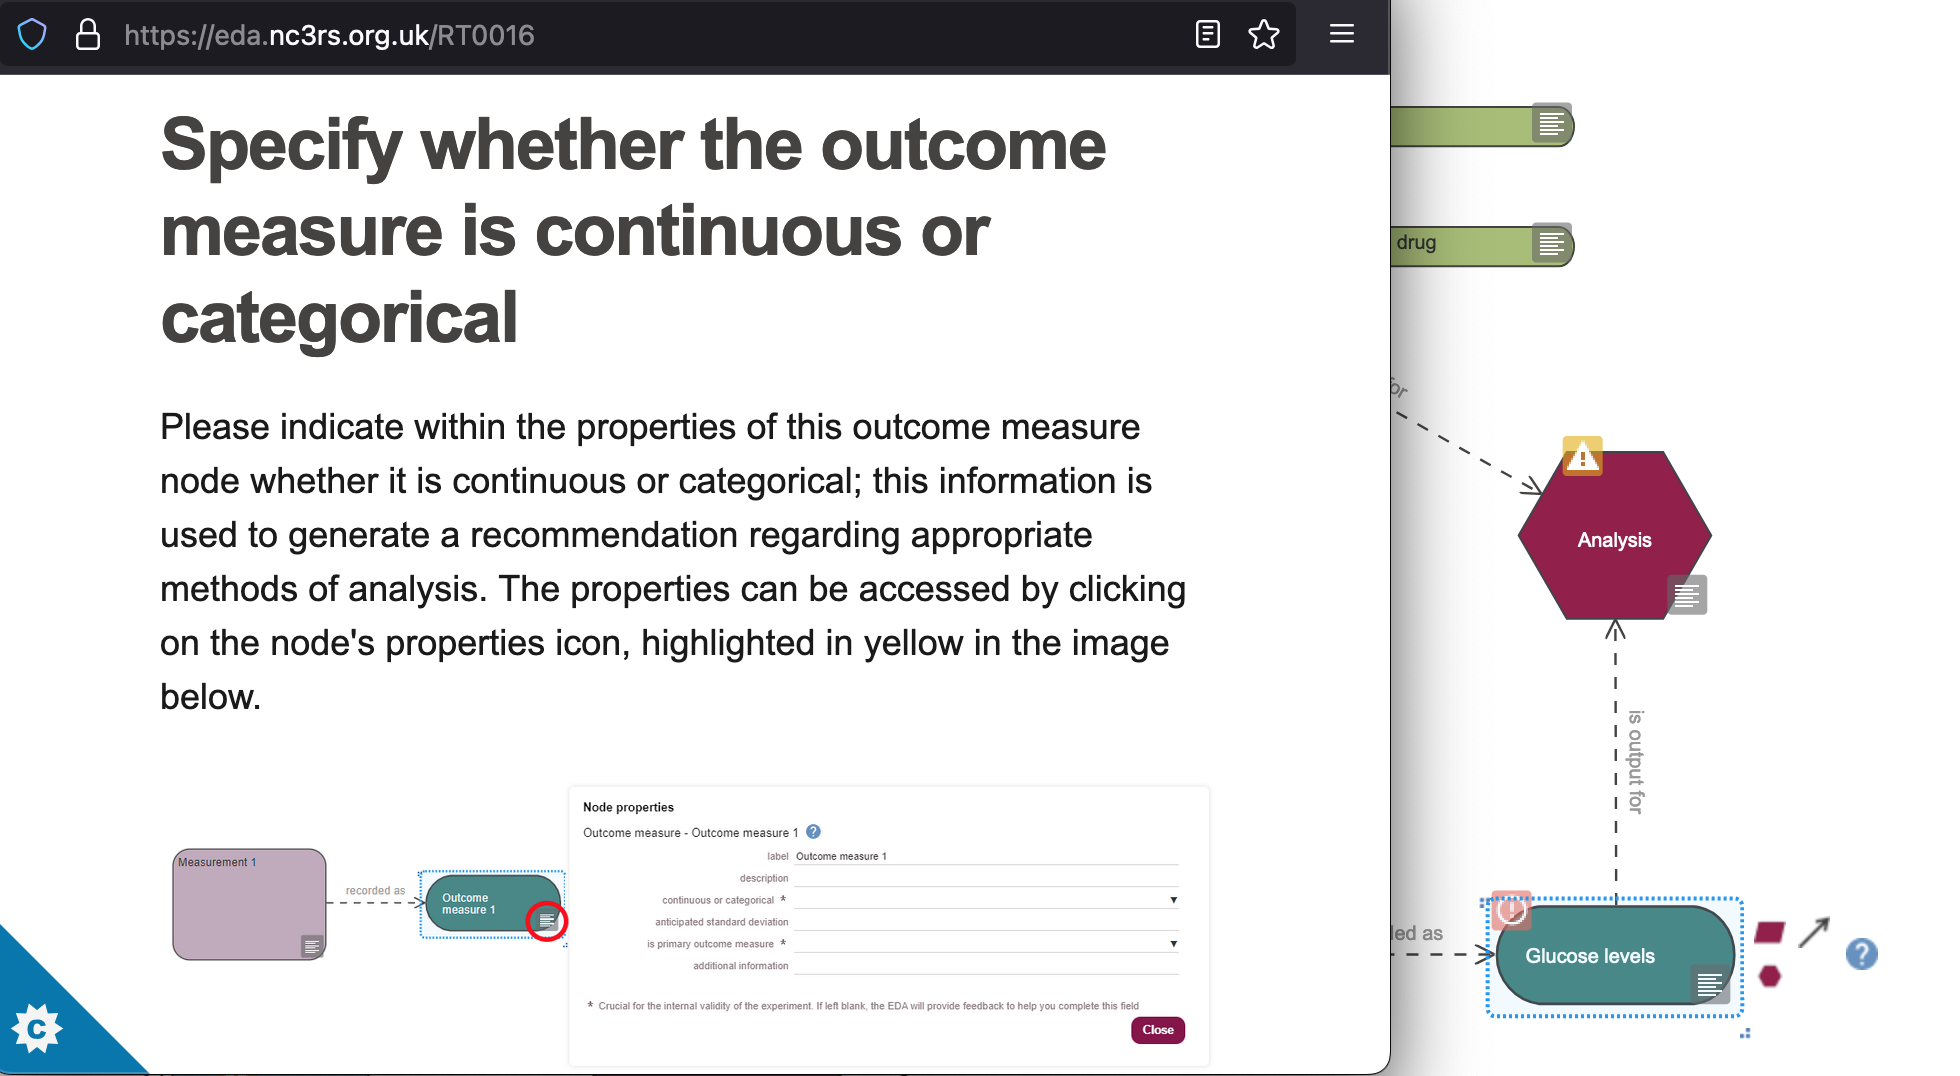 https://eda.nc3rs.org.uk/RT0016
Specify whether the outcome
measure is continuous or
categorical
Please indicate within the properties of this outcome measure
node whether it is continuous or categorical; this information is
used to generate a recommendation regarding appropriate
methods of analysis. The properties can be accessed by clicking
on the node's properties icon, highlighted in yellow in the image
below.
Measurement 1
recorded as
Outcome
measure 1
Node properties
Outcome measure - Outcome measure 1 ?
label Outcome measure 1
description
continuous or categorical *
anticipated standard deviation
is primary outcome measure *
additional information
* Crucial for the internal validity of the experiment. If left blank, the EDA will provide feedback to help you complete this field
Close
C
drug
for
Analysis
is output for
led as
Glucose levels
?